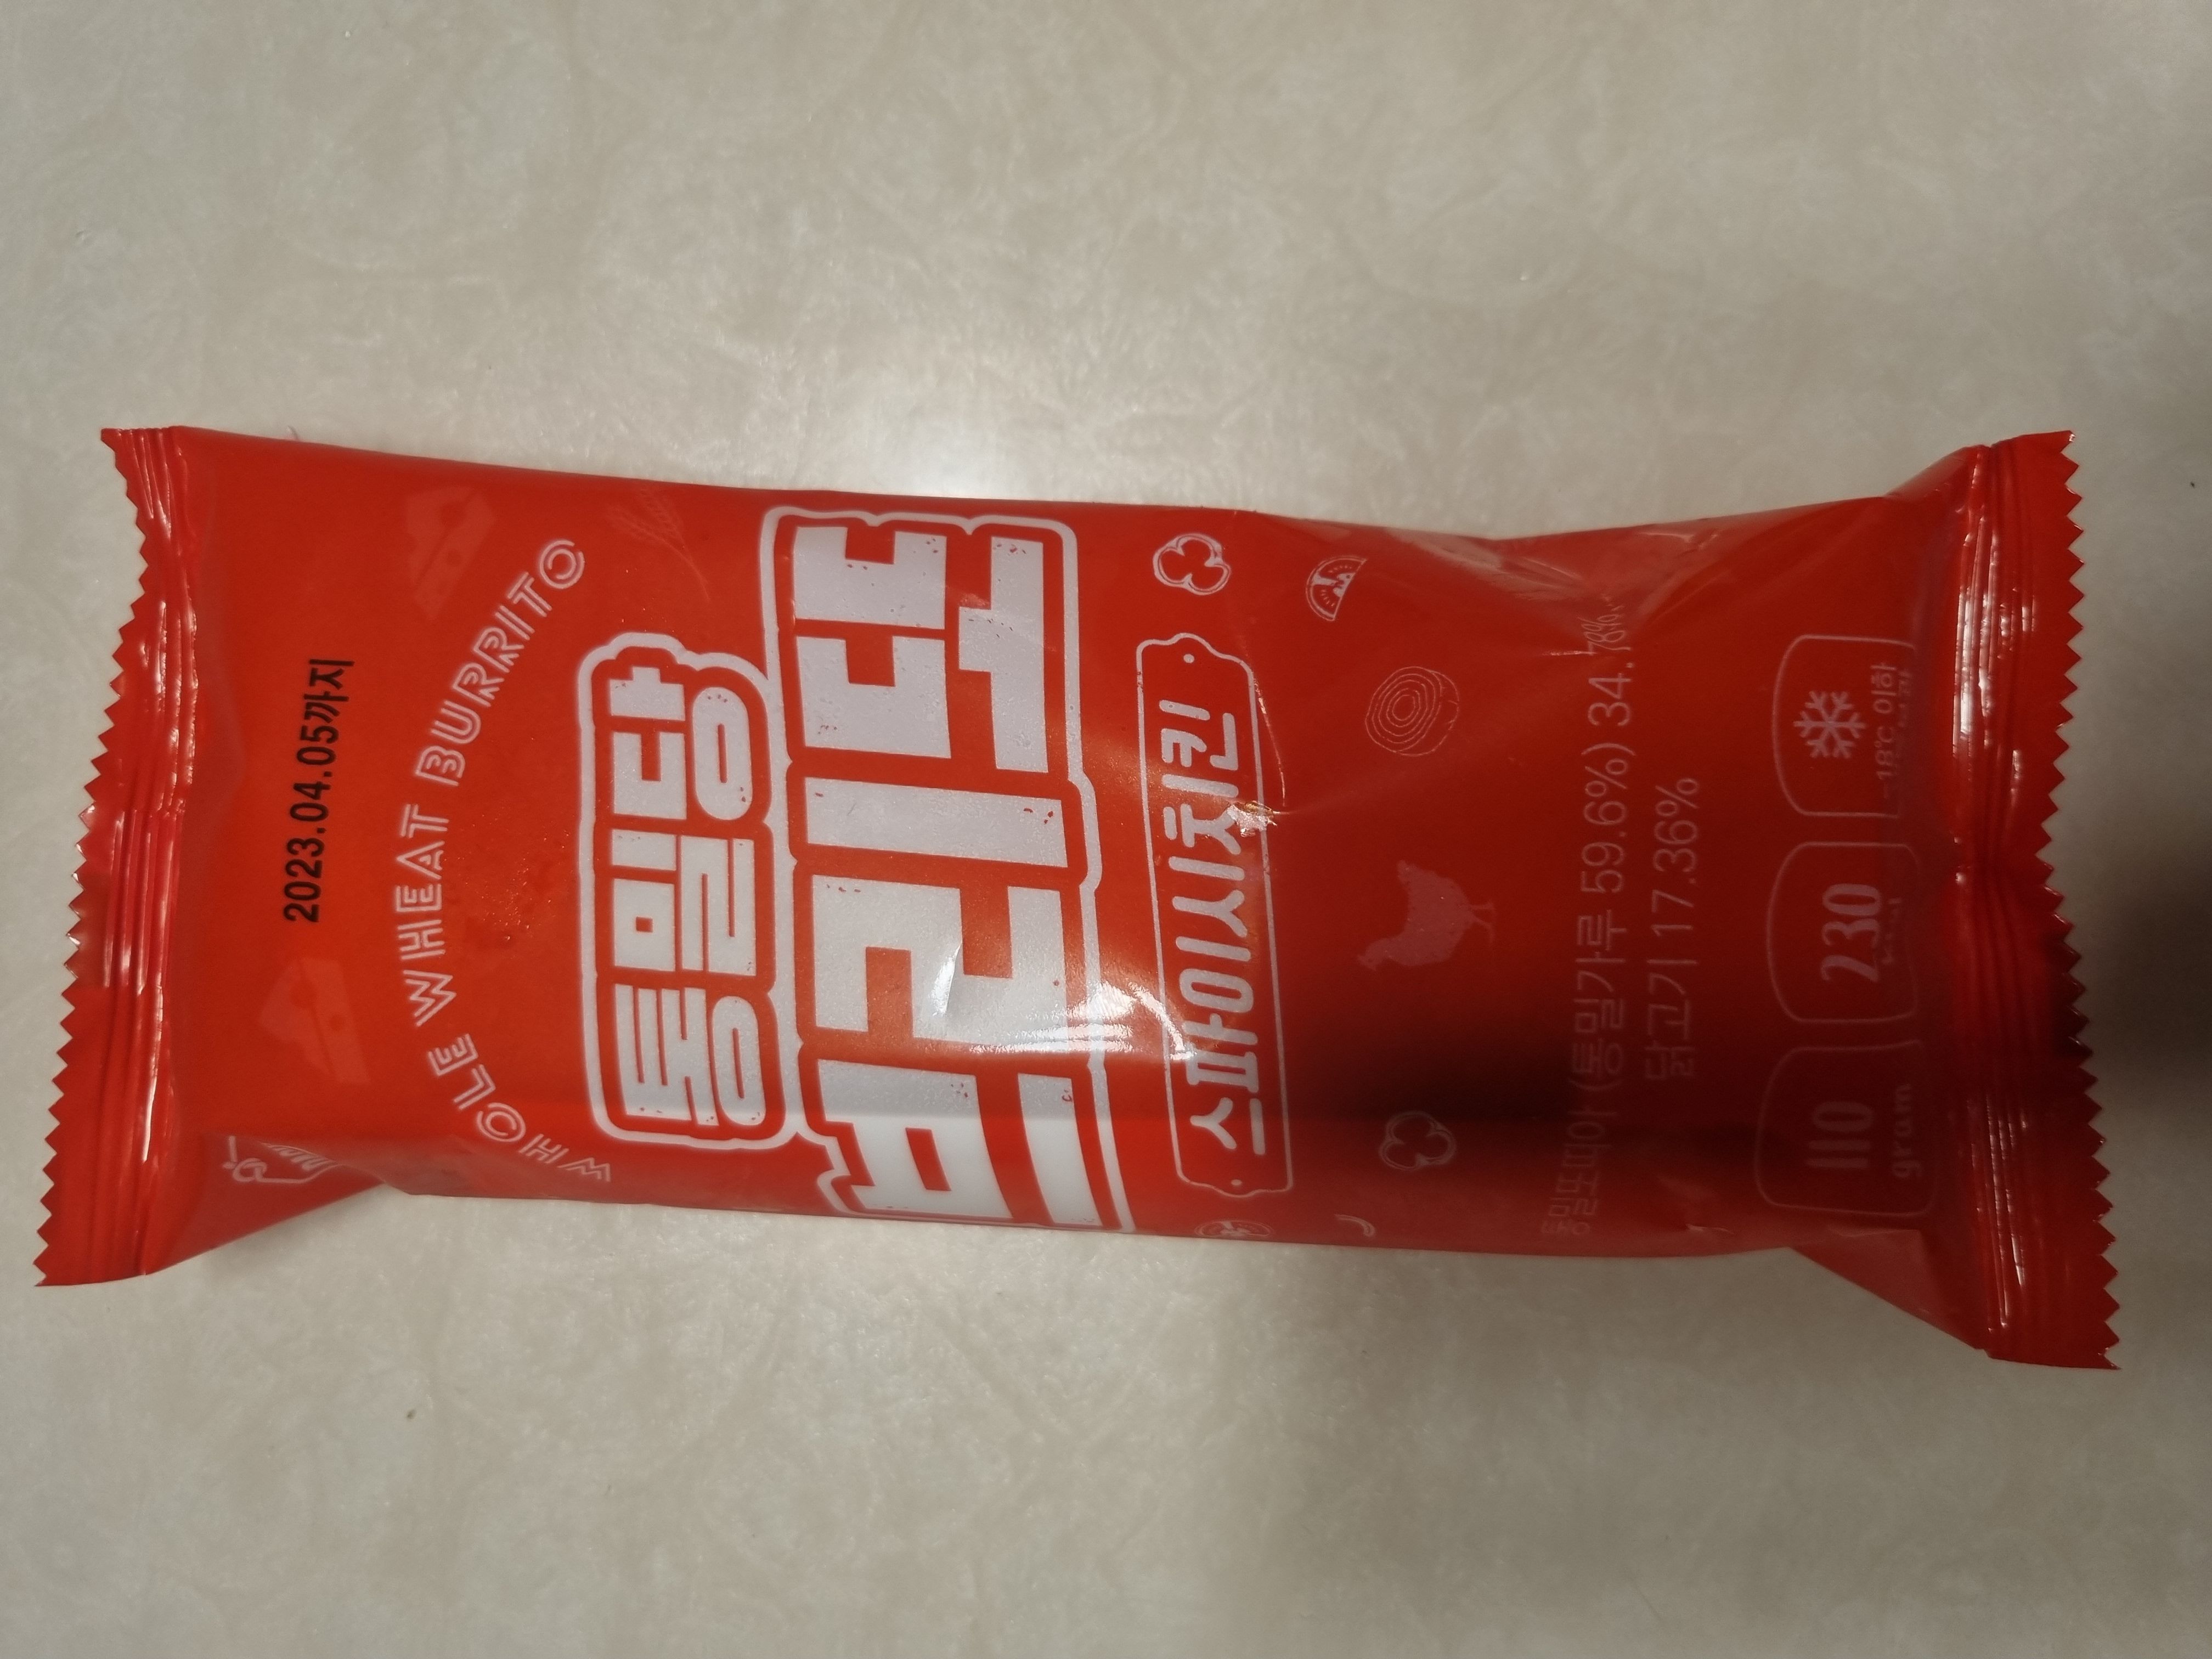 2023.04.05까지
WHOLE WHEAT BURRITO
통밀당
브리또
스파이시치킨
통밀또띠아 (통밀가루 59.6%) 34.78%
닭고기 17.36%
110
gram
230
-18℃ 이하